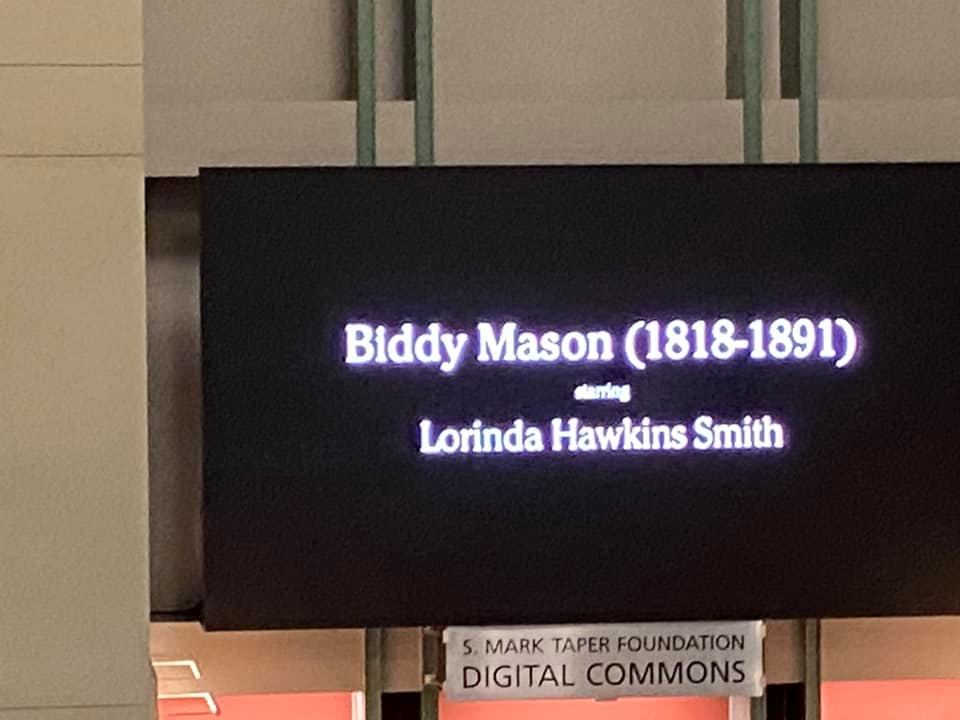 Biddy Mason (1818-1891)
starring
Lorinda Hawkins Smith
S. MARK TAPER FOUNDATION
DIGITAL COMMONS